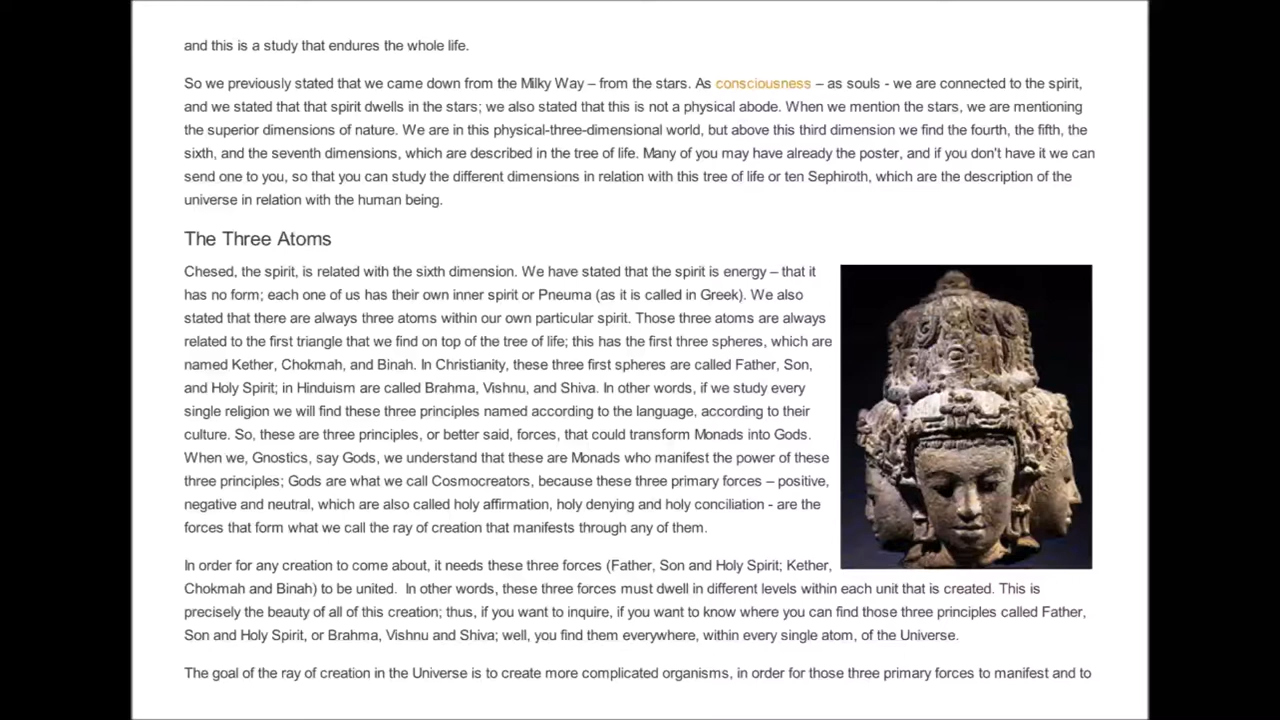 and this is a study that endures the whole life.
So we previously stated that we came down from the Milky Way – from the stars. As consciousness – as souls - we are connected to the spirit,
and we stated that that spirit dwells in the stars; we also stated that this is not a physical abode. When we mention the stars, we are mentioning
the superior dimensions of nature. We are in this physical-three-dimensional world, but above this third dimension we find the fourth, the fifth, the
sixth, and the seventh dimensions, which are described in the tree of life. Many of you may have already the poster, and if you don't have it we can
send one to you, so that you can study the different dimensions in relation with this tree of life or ten Sephiroth, which are the description of the
universe in relation with the human being.
The Three Atoms
Chesed, the spirit, is related with the sixth dimension. We have stated that the spirit is energy – that it
has no form; each one of us has their own inner spirit or Pneuma (as it is called in Greek). We also
stated that there are always three atoms within our own particular spirit. Those three atoms are always
related to the first triangle that we find on top of the tree of life; this has the first three spheres, which are
named Kether, Chokmah, and Binah. In Christianity, these three first spheres are called Father, Son,
and Holy Spirit; in Hinduism are called Brahma, Vishnu, and Shiva. In other words, if we study every
single religion we will find these three principles named according to the language, according to their
culture. So, these are three principles, or better said, forces, that could transform Monads into Gods.
When we, Gnostics, say Gods, we understand that these are Monads who manifest the power of these
three principles; Gods are what we call Cosmocreators, because these three primary forces – positive,
negative and neutral, which are also called holy affirmation, holy denying and holy conciliation - are the
forces that form what we call the ray of creation that manifests through any of them.
In order for any creation to come about, it needs these three forces (Father, Son and Holy Spirit; Kether,
Chokmah and Binah) to be united.  In other words, these three forces must dwell in different levels within each unit that is created. This is
precisely the beauty of all of this creation; thus, if you want to inquire, if you want to know where you can find those three principles called Father,
Son and Holy Spirit, or Brahma, Vishnu and Shiva; well, you find them everywhere, within every single atom, of the Universe.
The goal of the ray of creation in the Universe is to create more complicated organisms, in order for those three primary forces to manifest and to